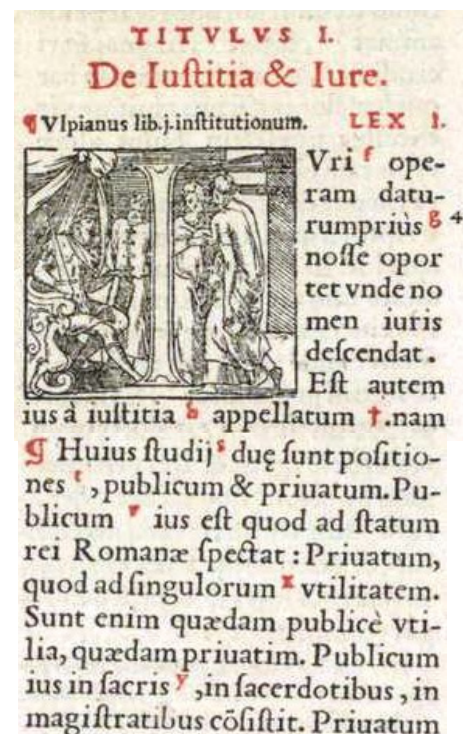 TITVLVS I.
De Iuſtitia & Iure.
¶ Vlpianus lib.j.inſtitutionum. LEX I.
IVri f ope-
ram datu-
rumpriùs g 4
noſſe opor
tet vnde no
men iuris
deſcendat.
Eſt autem
ius à iuſtitia h appellatum †.nam
¶ Huius ſtudij s duę ſunt poſitio-
nes t , publicum & priuatum.Pu-
blicum v ius eſt quod ad ſtatum
rei Romanæ ſpectat : Priuatum,
quod ad ſingulorum x vtilitatem.
Sunt enim quædam publicè vti-
lia, quædam priuatim. Publicum
ius in ſacris y , in ſacerdotibus , in
magiſtratibus cõſiſtit. Priuatum